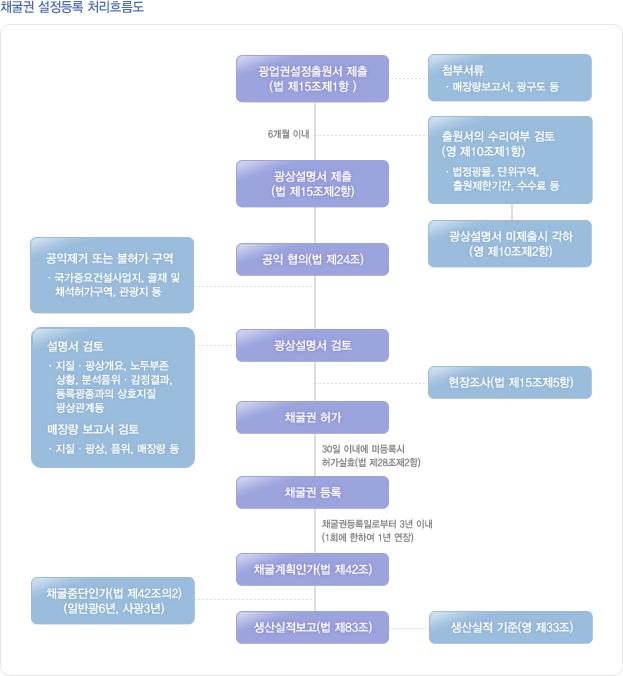 채굴권 설정등록 처리흐름도
광업권설정출원서 제출
(법 제15조제1항 )
첨부서류
· 매장량보고서, 광구도 등
6개월 이내
출원서의 수리여부 검토
(영 제10조제1항)
· 법정광물, 단위구역,
출원제한기간, 수수료 등
광상설명서 제출
(법 제15조제2항)
광상설명서 미제출시 각하
(영 제10조제2항)
공익 협의(법 제24조)
공익제거 또는 불허가 구역
· 국가중요건설사업지, 골재 및
채석허가구역, 관광지 등
광상설명서 검토
설명서 검토
· 지질 · 광상개요, 노두부존
상황, 분석품위 · 감정결과,
등록광종과의 상호지질
광상관계등
매장량 보고서 검토
· 지질 · 광상, 품위, 매장량 등
현장조사(법 제15조제5항)
채굴권 허가
30일 이내에 미등록시
허가실효(법 제28조제2항)
채굴권 등록
채굴권등록일로부터 3년 이내
(1회에 한하여 1년 연장)
채굴계획인가(법 제42조)
채굴중단인가(법 제42조의2)
(일반광6년, 사광3년)
생산실적보고(법 제83조)
생산실적 기준(영 제33조)